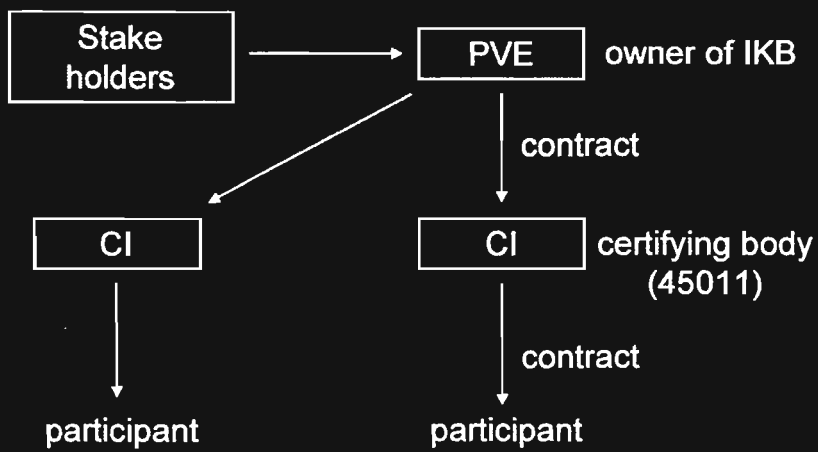 Stake
holders
PVE
owner of IKB
contract
CI
CI
certifying body
(45011)
contract
participant
participant